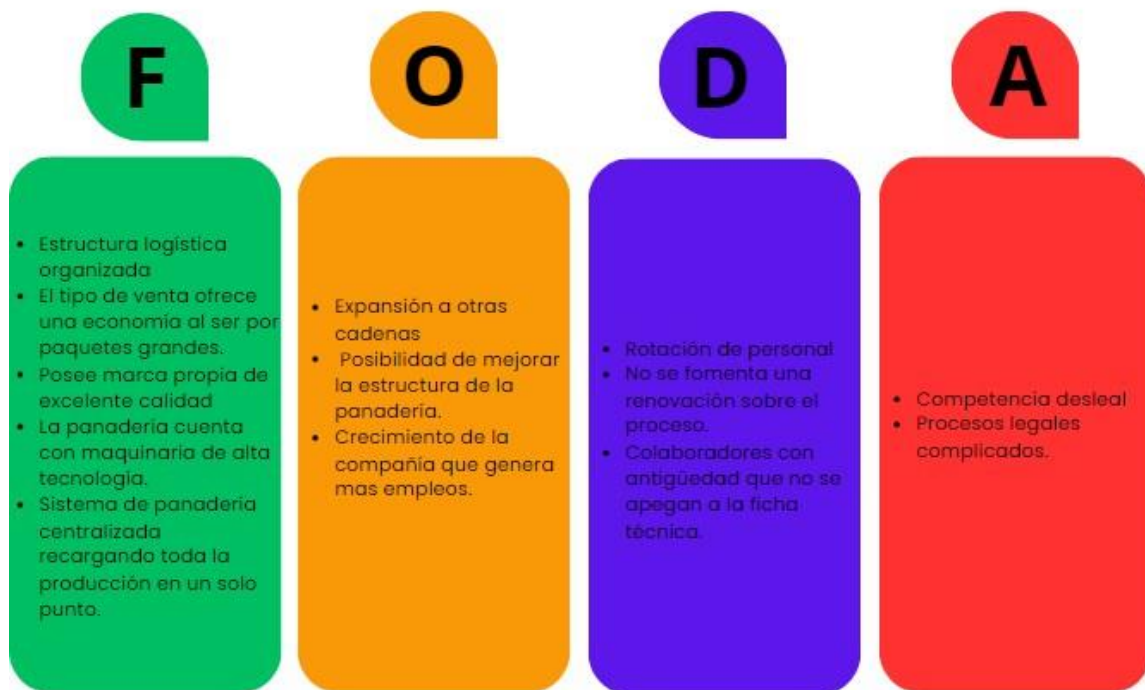 F
O
D
A
• Estructura logística
organizada
• El tipo de venta ofrece
una economía al ser por
paquetes grandes.
• Posee marca propia de
excelente calidad
• La panadería cuenta
con maquinaria de alta
tecnología.
• Sistema de panadería
centralizada
recargando toda la
producción en un solo
punto.
• Expansión a otras
cadenas
• Posibilidad de mejorar
la estructura de la
panadería.
• Crecimiento de la
compañía que genera
mas empleos.
• Rotación de personal
• No se fomenta una
renovación sobre el
proceso.
• Colaboradores con
antigüedad que no se
apegan a la ficha
técnica.
• Competencia desleal
• Procesos legales
complicados.